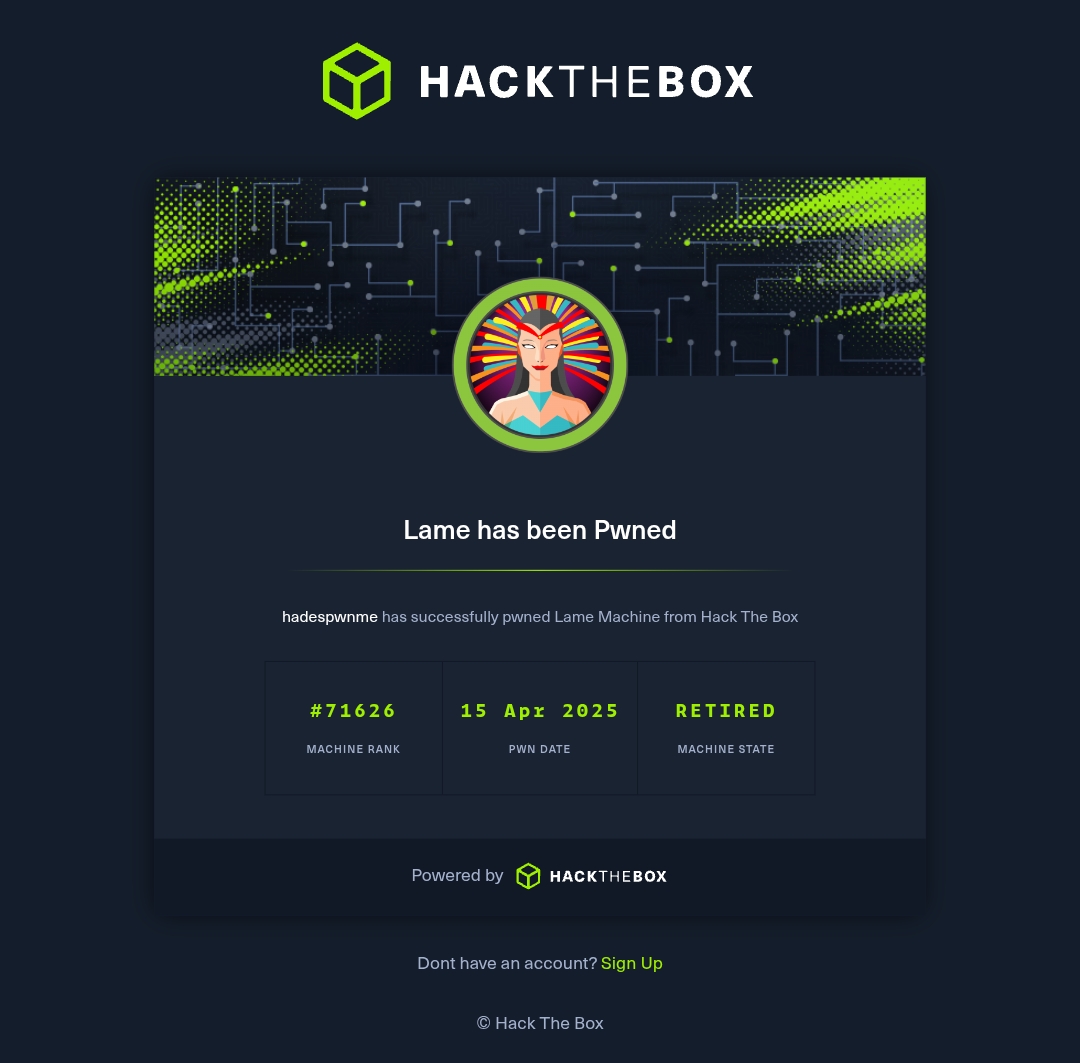 HACKTHEBOX
Lame has been Pwned
hadespwnme has successfully pwned Lame Machine from Hack The Box
#71626 15 Apr 2025 RETIRED
MACHINE RANK PWN DATE MACHINE STATE
Powered by HACKTHEBOX
Dont have an account? Sign Up
© Hack The Box